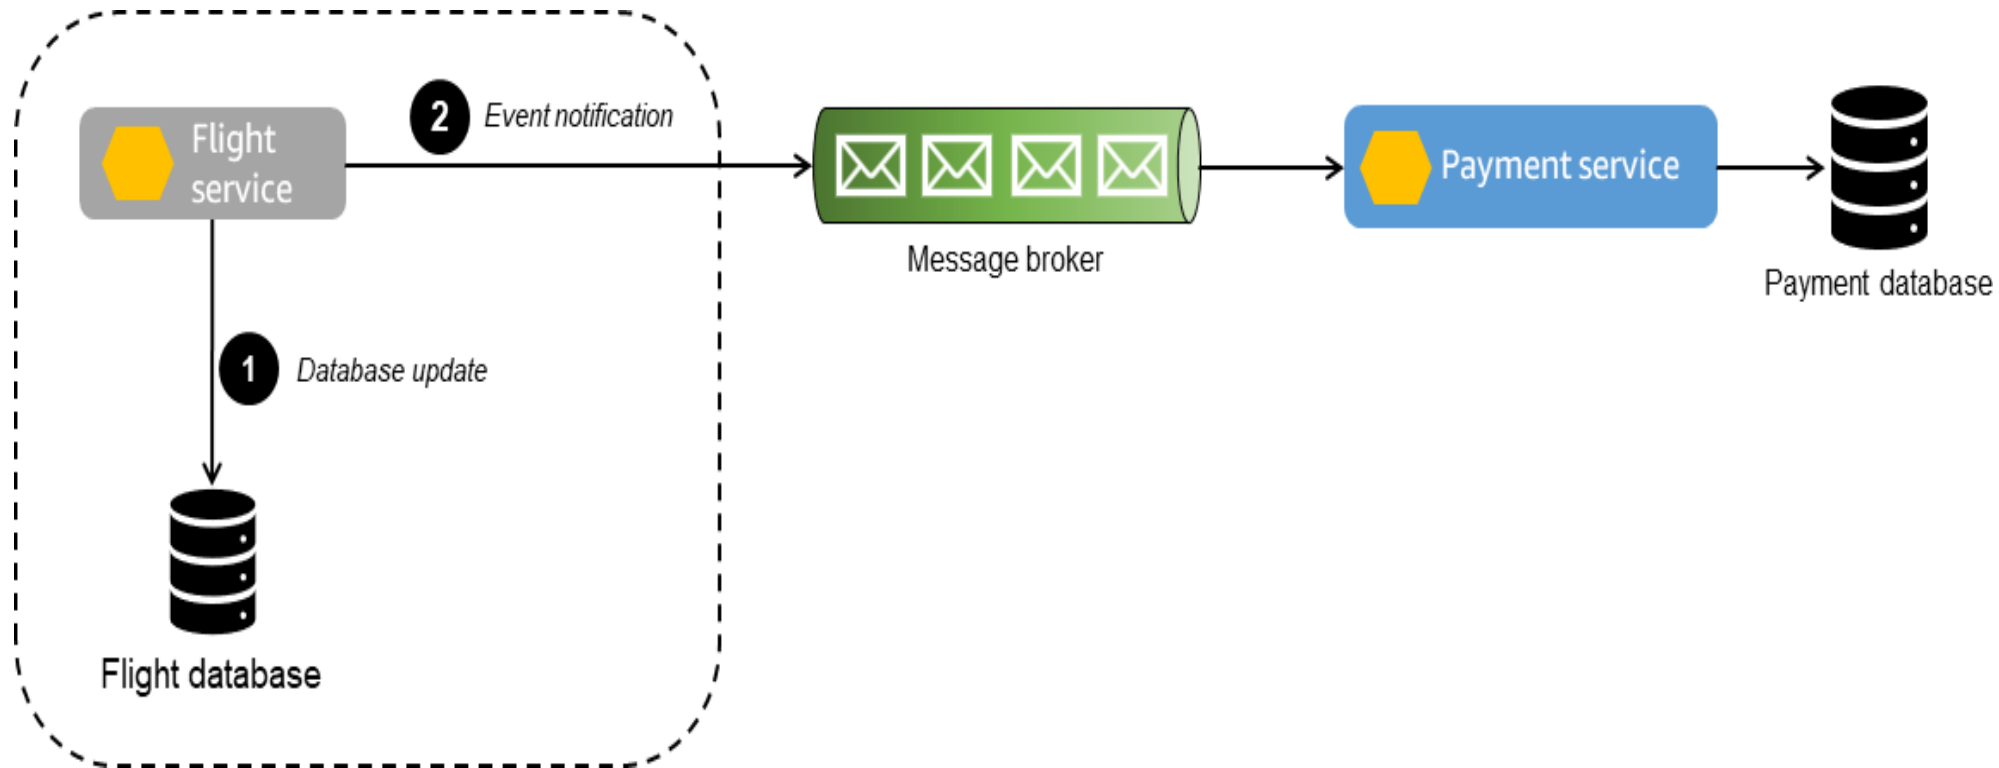 Flight
service
2
Event notification
Message broker
Payment service
Payment database
1
Database update
Flight database